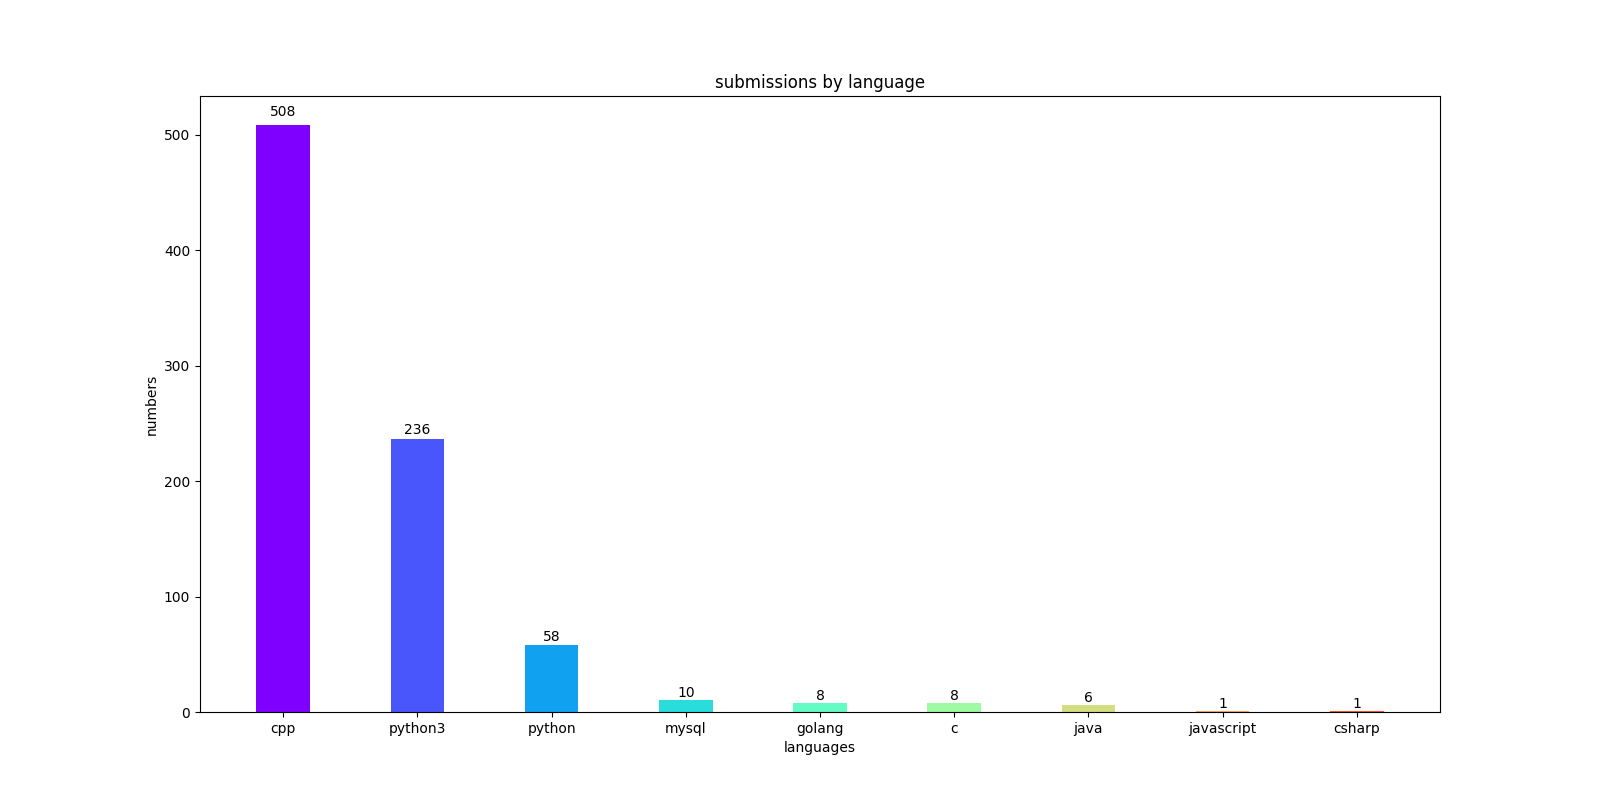 submissions by language
508
500
400
300
236
200
100
58
10
8
8
6
1
1
0
numbers
cpp
python3
python
mysql
golang
c
java
javascript
csharp
languages